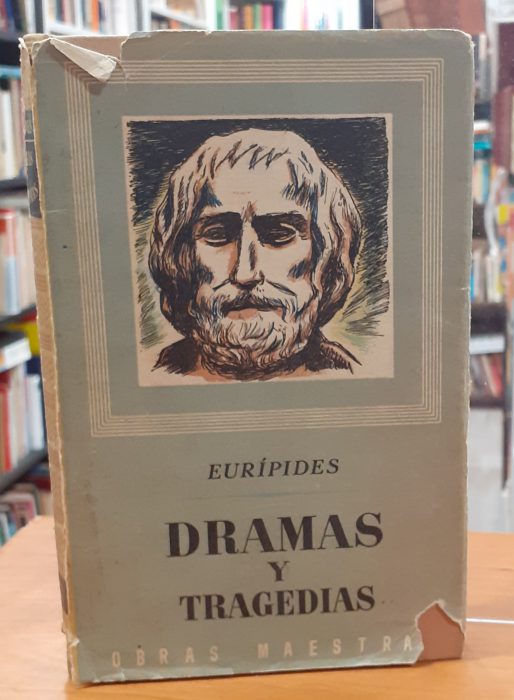 EURÍPIDES
DRAMAS
Y
TRAGEDIAS
OBRAS MAESTRA